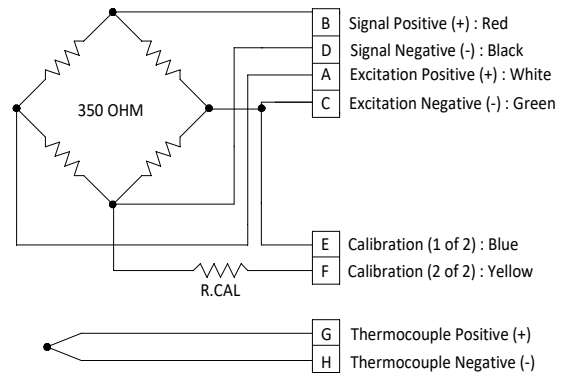 B Signal Positive (+) : Red
D Signal Negative (-) : Black
A Excitation Positive (+) : White
C Excitation Negative (-) : Green
350 OHM
E Calibration (1 of 2) : Blue
F Calibration (2 of 2) : Yellow
R.CAL
G Thermocouple Positive (+)
H Thermocouple Negative (-)